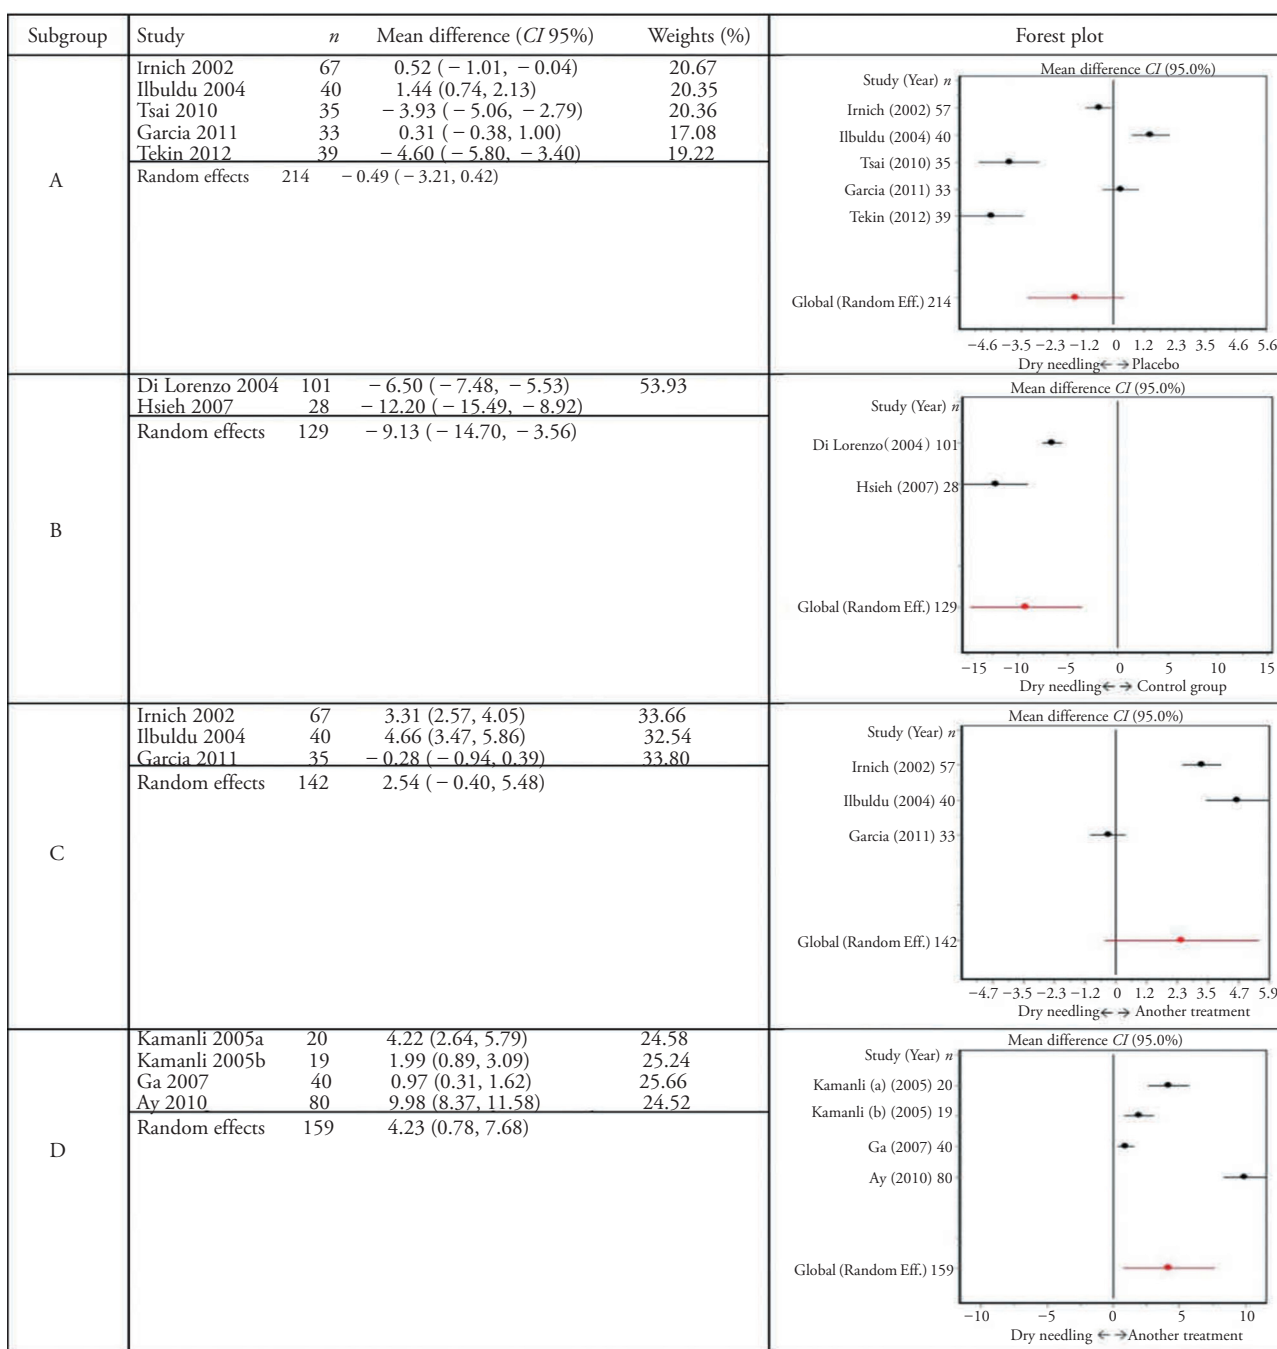 Subgroup Study n Mean difference (CI 95%) Weights (%) Forest plot
A
Irnich 2002 67 0.52 (−1.01, −0.04) 20.67
Ilbuldu 2004 40 1.44 (0.74, 2.13) 20.35
Tsai 2010 35 −3.93 (−5.06, −2.79) 20.36
Garcia 2011 33 0.31 (−0.38, 1.00) 17.08
Tekin 2012 39 −4.60 (−5.80, −3.40) 19.22
Random effects 214 −0.49 (−3.21, 0.42)
Mean difference CI (95.0%)
Study (Year) n
Irnich (2002) 57
Ilbuldu (2004) 40
Tsai (2010) 35
Garcia (2011) 33
Tekin (2012) 39
Global (Random Eff.) 214
−4.6 −3.5 −2.3 −1.2 0 1.2 2.3 3.5 4.6 5.6
Dry needling ← → Placebo
B
Di Lorenzo 2004 101 −6.50 (−7.48, −5.53) 53.93
Hsieh 2007 28 −12.20 (−15.49, −8.92)
Random effects 129 −9.13 (−14.70, −3.56)
Mean difference CI (95.0%)
Study (Year) n
Di Lorenzo(2004) 101
Hsieh (2007) 28
Global (Random Eff.) 129
−15 −10 −5 0 5 10 15
Dry needling ← → Control group
C
Irnich 2002 67 3.31 (2.57, 4.05) 33.66
Ilbuldu 2004 40 4.66 (3.47, 5.86) 32.54
Garcia 2011 35 −0.28 (−0.94, 0.39) 33.80
Random effects 142 2.54 (−0.40, 5.48)
Mean difference CI (95.0%)
Study (Year) n
Irnich (2002) 57
Ilbuldu (2004) 40
Garcia (2011) 33
Global (Random Eff.) 142
−4.7 −3.5 −2.3 −1.2 0 1.2 2.3 3.5 4.7 5.9
Dry needling ← → Another treatment
D
Kamanli 2005a 20 4.22 (2.64, 5.79) 24.58
Kamanli 2005b 19 1.99 (0.89, 3.09) 25.24
Ga 2007 40 0.97 (0.31, 1.62) 25.66
Ay 2010 80 9.98 (8.37, 11.58) 24.52
Random effects 159 4.23 (0.78, 7.68)
Mean difference CI (95.0%)
Study (Year) n
Kamanli (a) (2005) 20
Kamanli (b) (2005) 19
Ga (2007) 40
Ay (2010) 80
Global (Random Eff.) 159
−10 −5 0 5 10
Dry needling ← → Another treatment